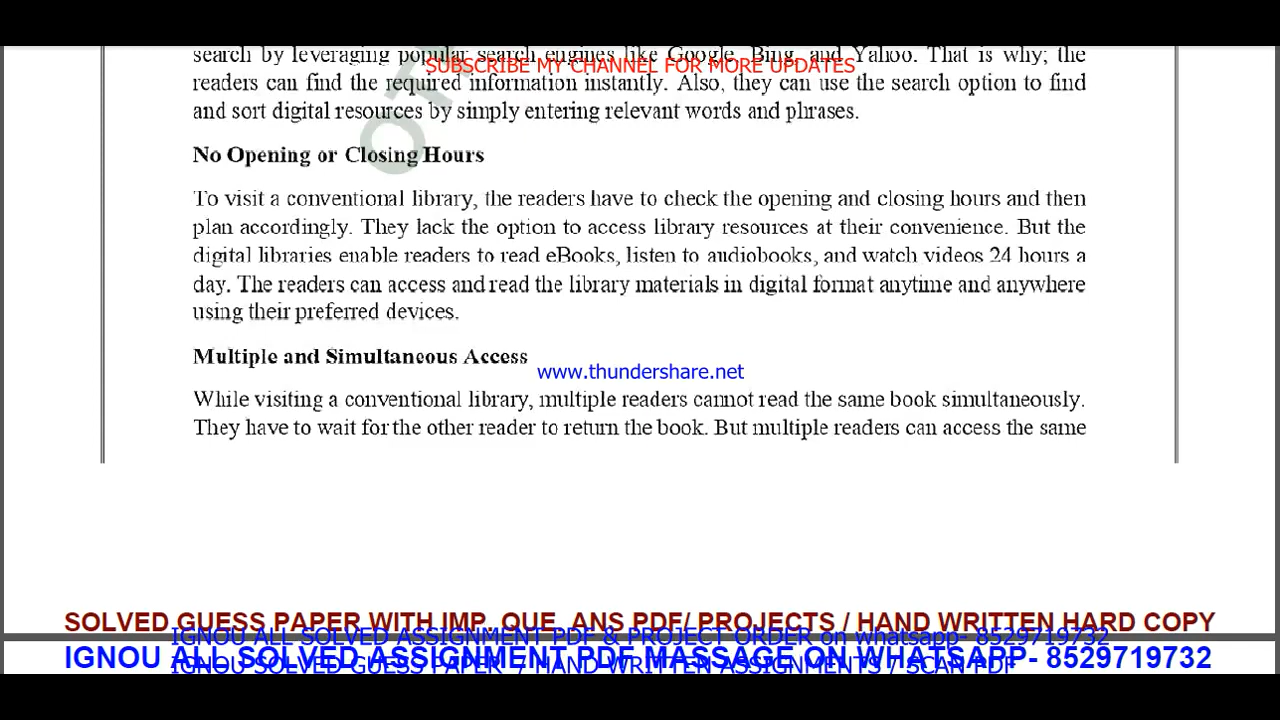 search by leveraging popular search engines like Google, Bing, and Yahoo. That is why; the
SUBSCRIBE MY CHANNEL FOR MORE UPDATES
readers can find the required information instantly. Also, they can use the search option to find
and sort digital resources by simply entering relevant words and phrases.
No Opening or Closing Hours
To visit a conventional library, the readers have to check the opening and closing hours and then
plan accordingly. They lack the option to access library resources at their convenience. But the
digital libraries enable readers to read eBooks, listen to audiobooks, and watch videos 24 hours a
day. The readers can access and read the library materials in digital format anytime and anywhere
using their preferred devices.
Multiple and Simultaneous Access
www.thundershare.net
While visiting a conventional library, multiple readers cannot read the same book simultaneously.
They have to wait for the other reader to return the book. But multiple readers can access the same
SOLVED GUESS PAPER WITH IMP. QUE. ANS PDF/ PROJECTS / HAND WRITTEN HARD COPY
IGNOU ALL SOLVED ASSIGNMENT PDF & PROJECT ORDER on whatsapp- 8529719732
IGNOU ALL SOLVED ASSIGNMENT PDF MASSAGE ON WHATSAPP- 8529719732
IGNOU SOLVED GUESS PAPER / HAND WRITTEN ASSIGNMENTS / SCAN PDF